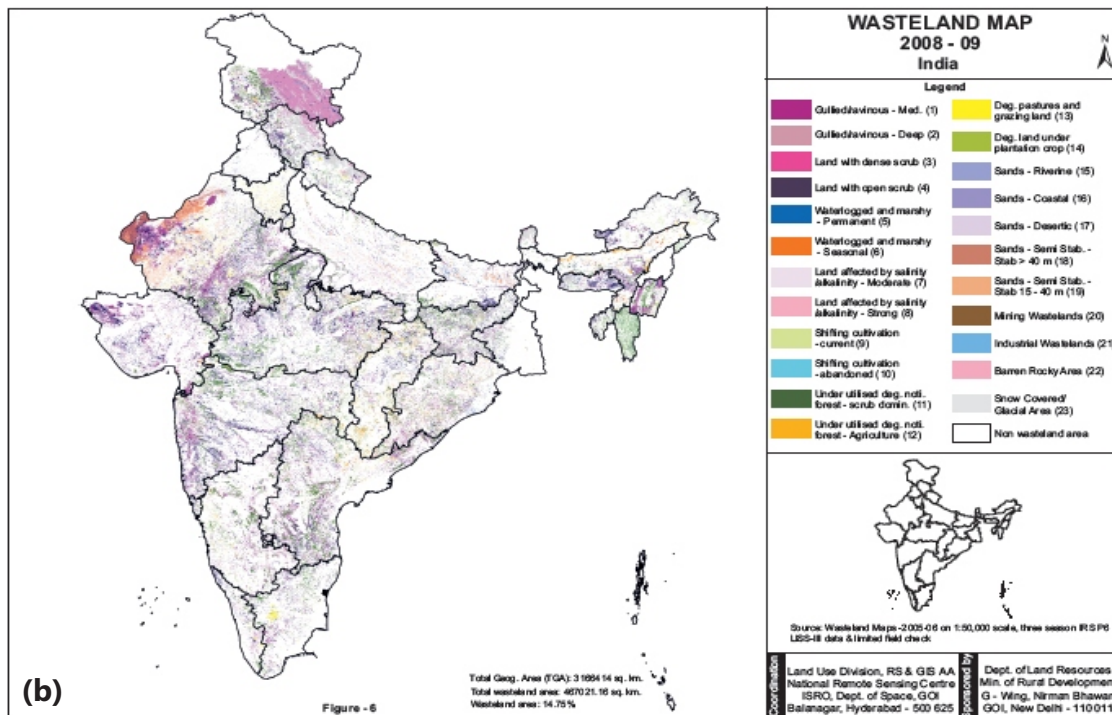 WASTELAND MAP
2008 - 09
India
N
Legend
Gullied/ravinous - Med. (1)
Gullied/ravinous - Deep (2)
Land with dense scrub (3)
Land with open scrub (4)
Waterlogged and marshy
- Permanent (5)
Waterlogged and marshy
- Seasonal (6)
Land affected by salinity
/alkalinity - Moderate (7)
Land affected by salinity
/alkalinity - Strong (8)
Shifting cultivation
- current (9)
Shifting cultivation
- abandoned (10)
Under utilised deg. noti.
forest - scrub domin. (11)
Under utilised deg. noti.
forest - Agriculture (12)
Deg. pastures and
grazing land (13)
Deg. land under
plantation crop (14)
Sands - Riverine (15)
Sands - Coastal (16)
Sands - Desertic (17)
Sands - Semi Stab. -
Stab > 40 m (18)
Sands - Semi Stab. -
Stab 15 - 40 m (19)
Mining Wastelands (20)
Industrial Wastelands (21
Barren Rocky Area (22)
Snow Covered/
Glacial Area (23)
Non wasteland area
Source: Wasteland Maps -2005-06 on 1:50,000 scale, three season IRS P6
LISS-III data & limited field check
Coordination
Land Use Division, RS & GIS AA
National Remote Sensing Centre
ISRO, Dept. of Space, GOI
Balanagar, Hyderabad - 500 625
Sponsored by
Dept. of Land Resources
Min. of Rural Developmen
G - Wing, Nirman Bhawan
GOI, New Delhi - 110011
Total Geog. Area (TGA): 3166414 sq. km.
Total wasteland area: 467021.16 sq. km.
Wasteland area: 14.75%
Figure - 6
(b)